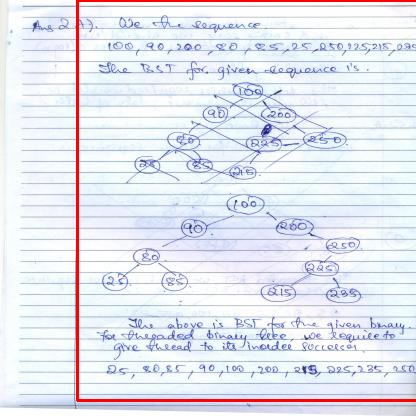 Ans 2 A). We the sequence.
100, 90, 200, 80, 85, 25, 250, 225, 215, 235
The BST for given sequence is.
100
90 200
80 225 250
25 85 215
100
90 200
80 250
25 85 225
215 235
The above is BST for the given binary.
for threaded binary tree, we require to
give thread to its inorder successor.
25, 80, 85, 90, 100, 200, 215, 225, 235, 250